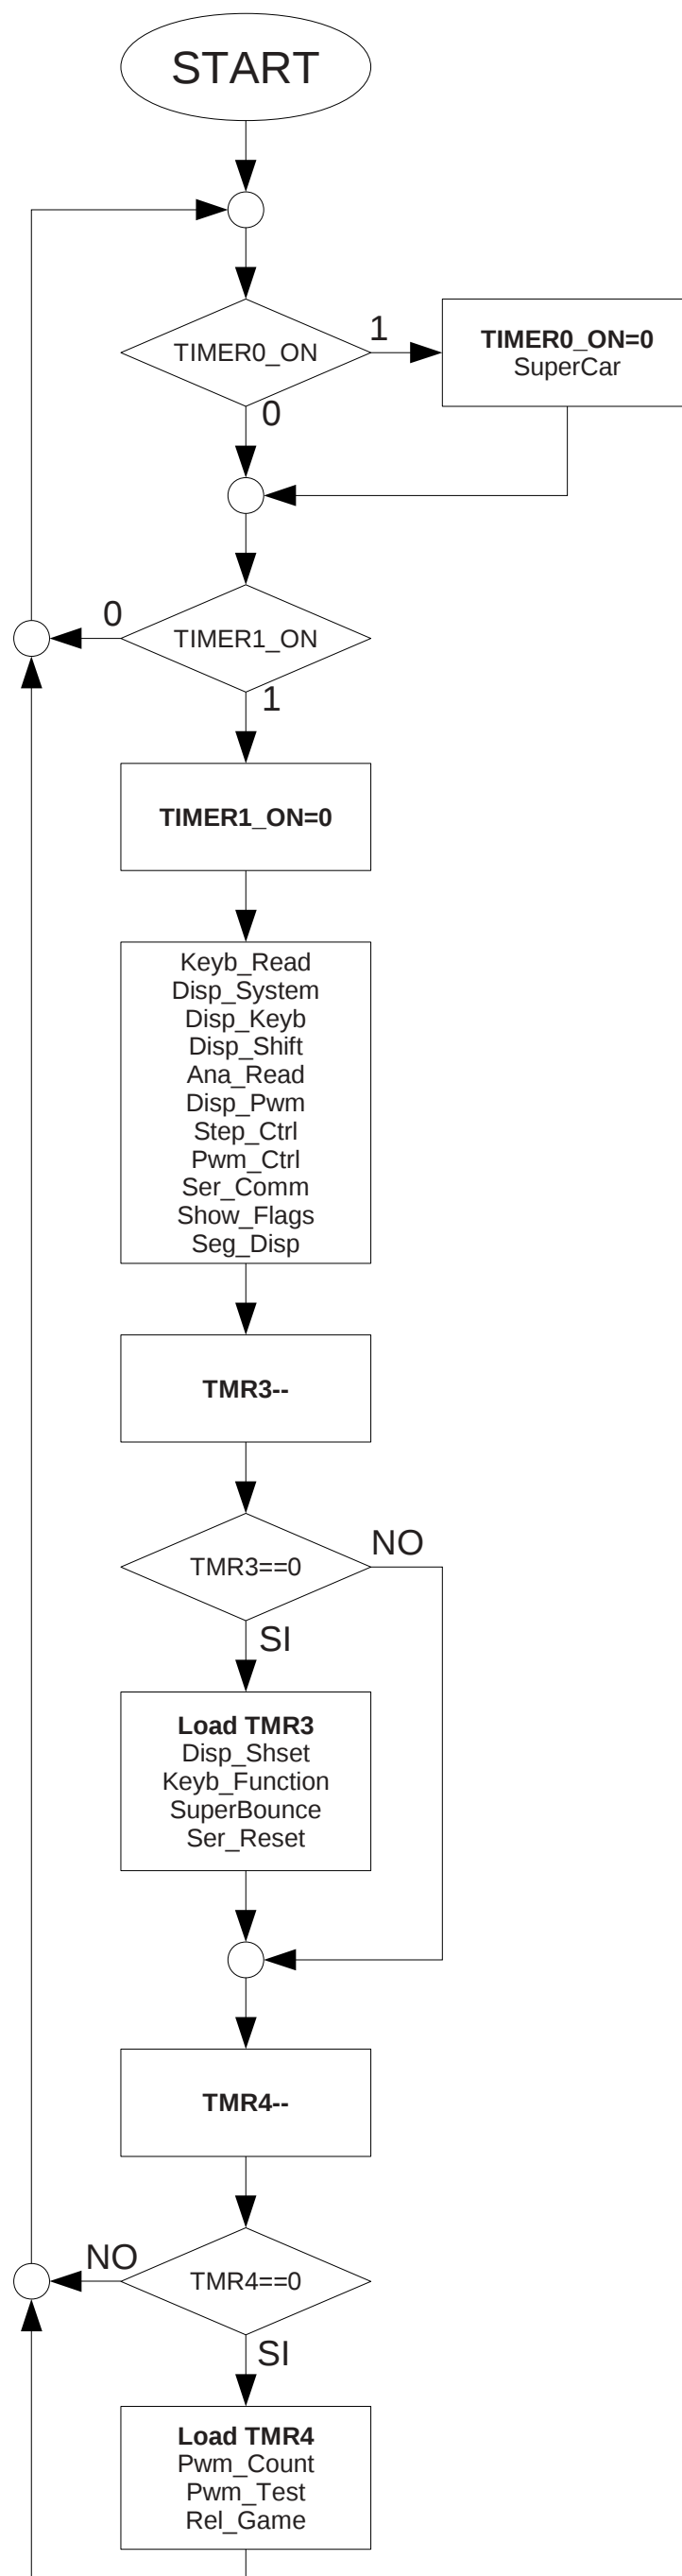 START
TIMER0_ON
1
TIMER0_ON=0
SuperCar
0
TIMER1_ON
0
1
TIMER1_ON=0
Keyb_Read
Disp_System
Disp_Keyb
Disp_Shift
Ana_Read
Disp_Pwm
Step_Ctrl
Pwm_Ctrl
Ser_Comm
Show_Flags
Seg_Disp
TMR3--
TMR3==0
NO
SI
Load TMR3
Disp_Shset
Keyb_Function
SuperBounce
Ser_Reset
TMR4--
NO
TMR4==0
SI
Load TMR4
Pwm_Count
Pwm_Test
Rel_Game